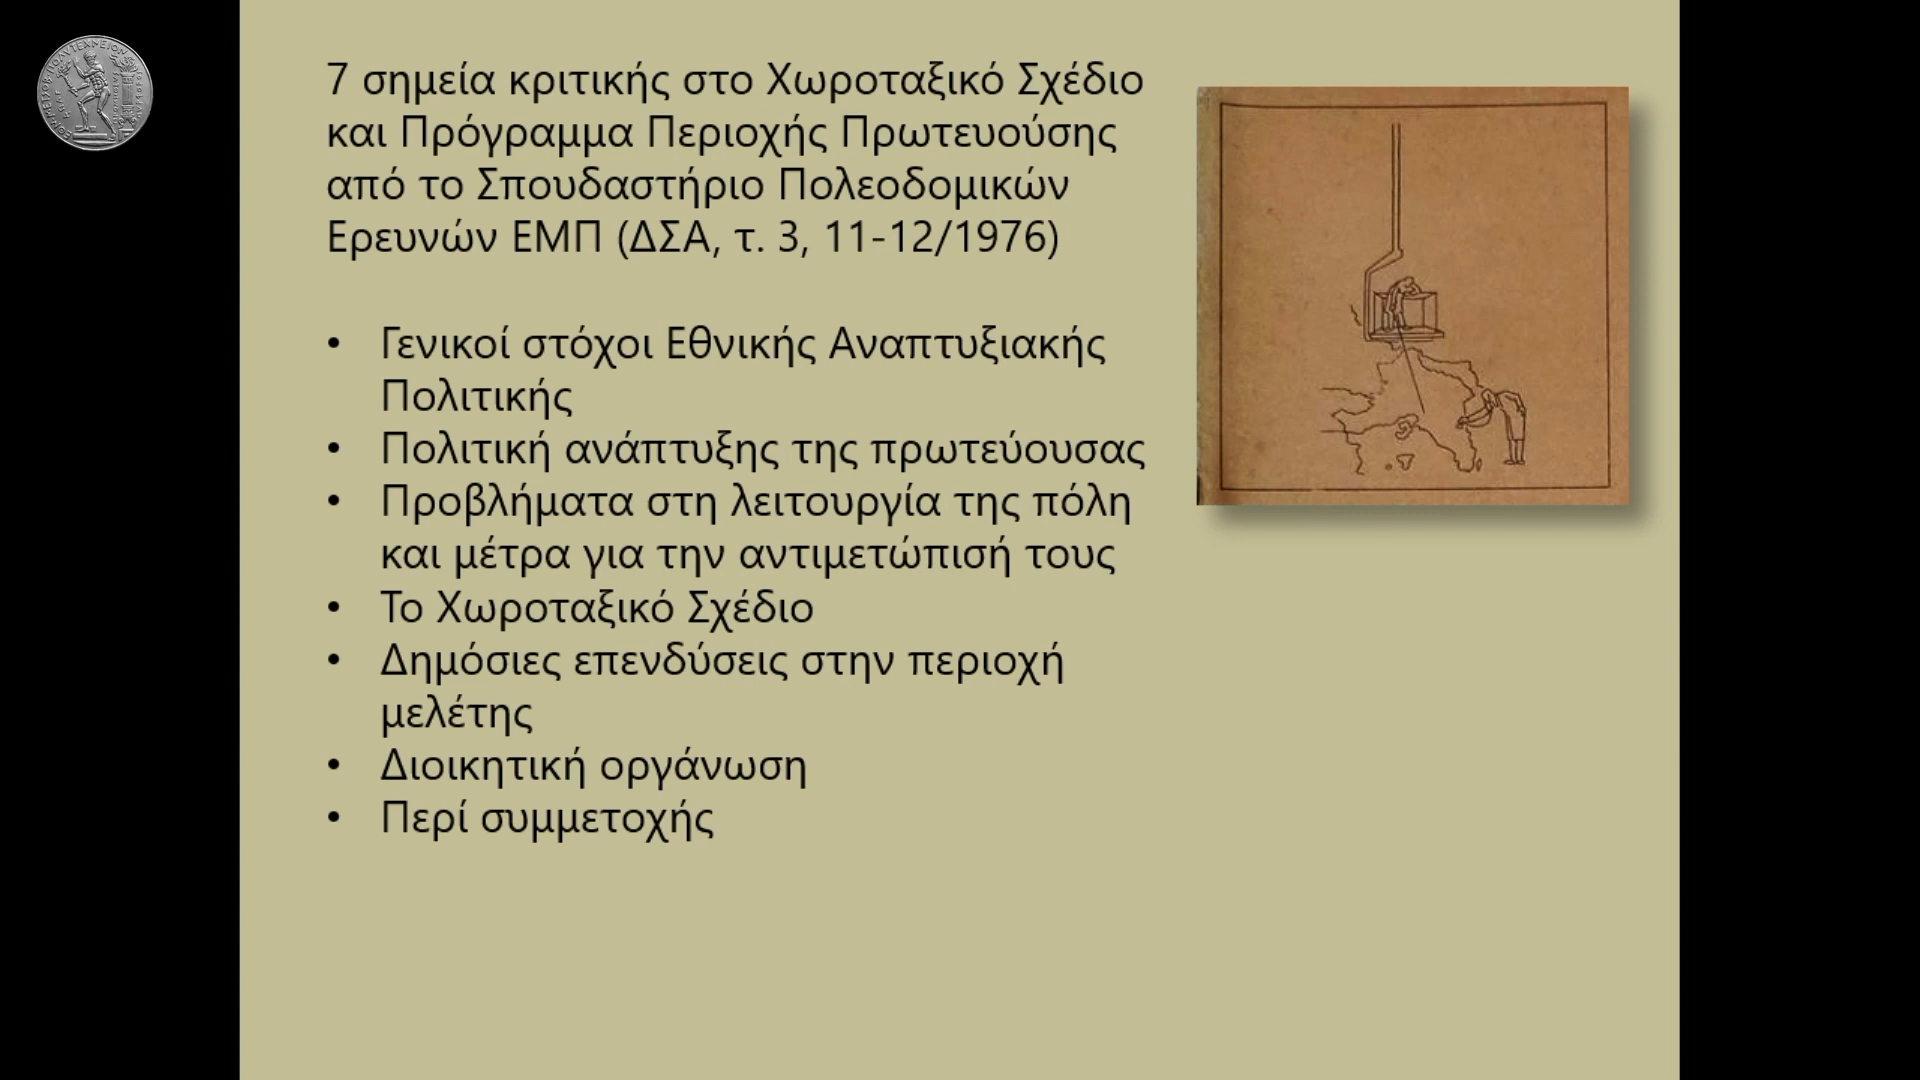 7 σημεία κριτικής στο Χωροταξικό Σχέδιο
και Πρόγραμμα Περιοχής Πρωτευούσης
από το Σπουδαστήριο Πολεοδομικών
Ερευνών ΕΜΠ (ΔΣΑ, τ. 3, 11-12/1976)
• Γενικοί στόχοι Εθνικής Αναπτυξιακής
Πολιτικής
• Πολιτική ανάπτυξης της πρωτεύουσας
• Προβλήματα στη λειτουργία της πόλη
και μέτρα για την αντιμετώπισή τους
• Το Χωροταξικό Σχέδιο
• Δημόσιες επενδύσεις στην περιοχή
μελέτης
• Διοικητική οργάνωση
• Περί συμμετοχής